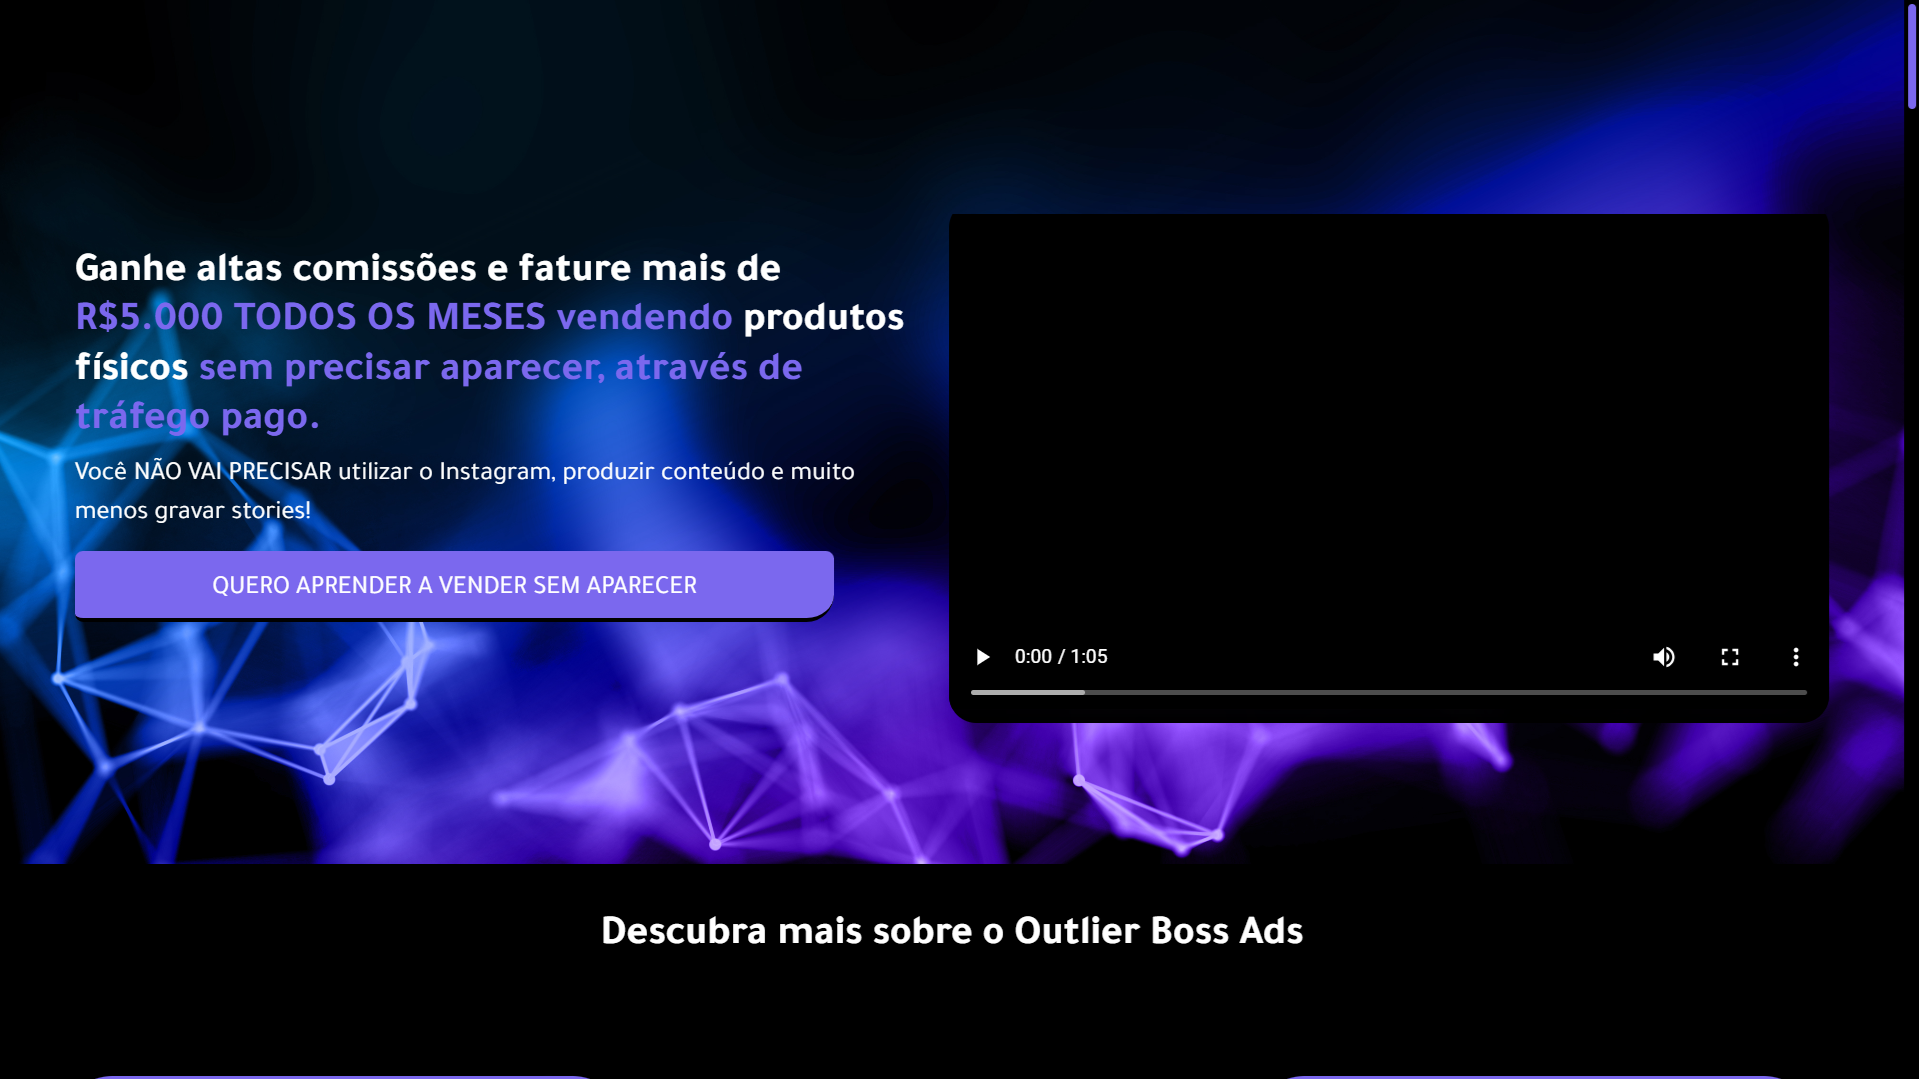 Ganhe altas comissões e fature mais de
R$5.000 TODOS OS MESES vendendo produtos
físicos sem precisar aparecer, através de
tráfego pago.
Você NÃO VAI PRECISAR utilizar o Instagram, produzir conteúdo e muito
menos gravar stories!
QUERO APRENDER A VENDER SEM APARECER
0:00 / 1:05
Descubra mais sobre o Outlier Boss Ads